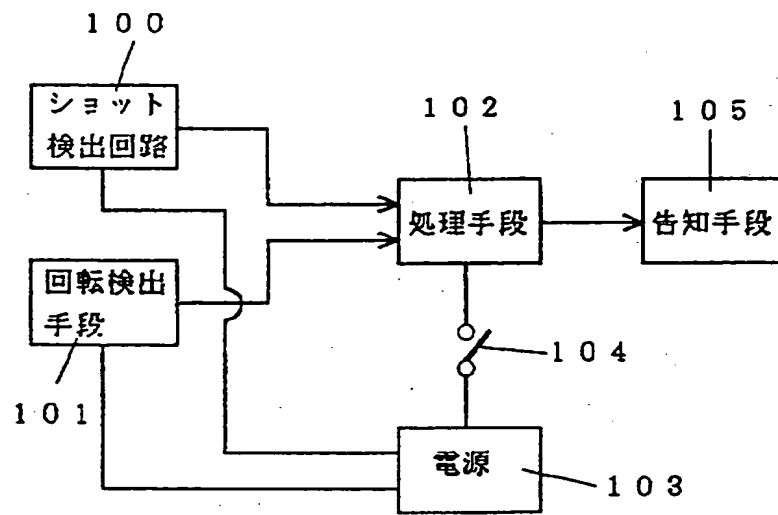 １００
ショット
検出回路
１０２
１０５
処理手段
告知手段
回転検出
手段
１０４
１０１
電源
１０３